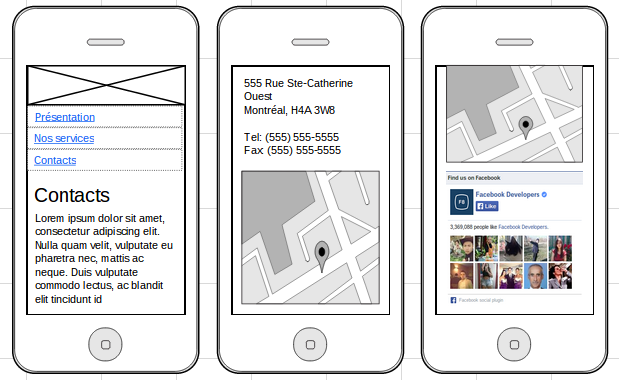 Présentation
Nos services
Contacts
Contacts
Lorem ipsum dolor sit amet,
consectetur adipiscing elit.
Nulla quam velit, vulputate eu
pharetra nec, mattis ac
neque. Duis vulputate
commodo lectus, ac blandit
elit tincidunt id
555 Rue Ste-Catherine
Ouest
Montréal, H4A 3W8
Tel: (555) 555-5555
Fax: (555) 555-5555
Find us on Facebook
Facebook Developers
Like
3,369,088 people like Facebook Developers.
Facebook social plugin